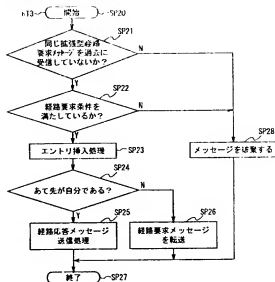 RT3
開始
SP20
SP21
同じ拡張型経路
要求メッセージを過去に
受信していないか?
N
Y
SP22
経路要求条件を
満たしているか?
N
Y
SP23
エントリ挿入処理
SP28
メッセージを破棄する
SP24
あて先が自分である?
N
Y
SP25
経路応答メッセージ
送信処理
SP26
経路要求メッセージ
を転送
終了
SP27